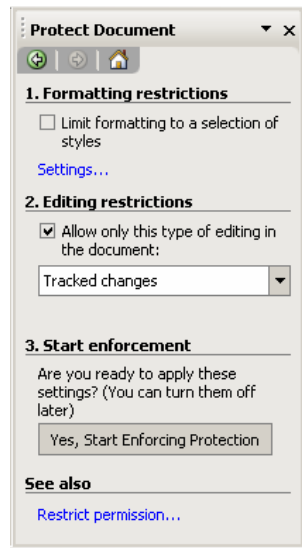 Protect Document
1. Formatting restrictions
Limit formatting to a selection of
styles
Settings...
2. Editing restrictions
Allow only this type of editing in
the document:
Tracked changes
3. Start enforcement
Are you ready to apply these
settings? (You can turn them off
later)
Yes, Start Enforcing Protection
See also
Restrict permission...